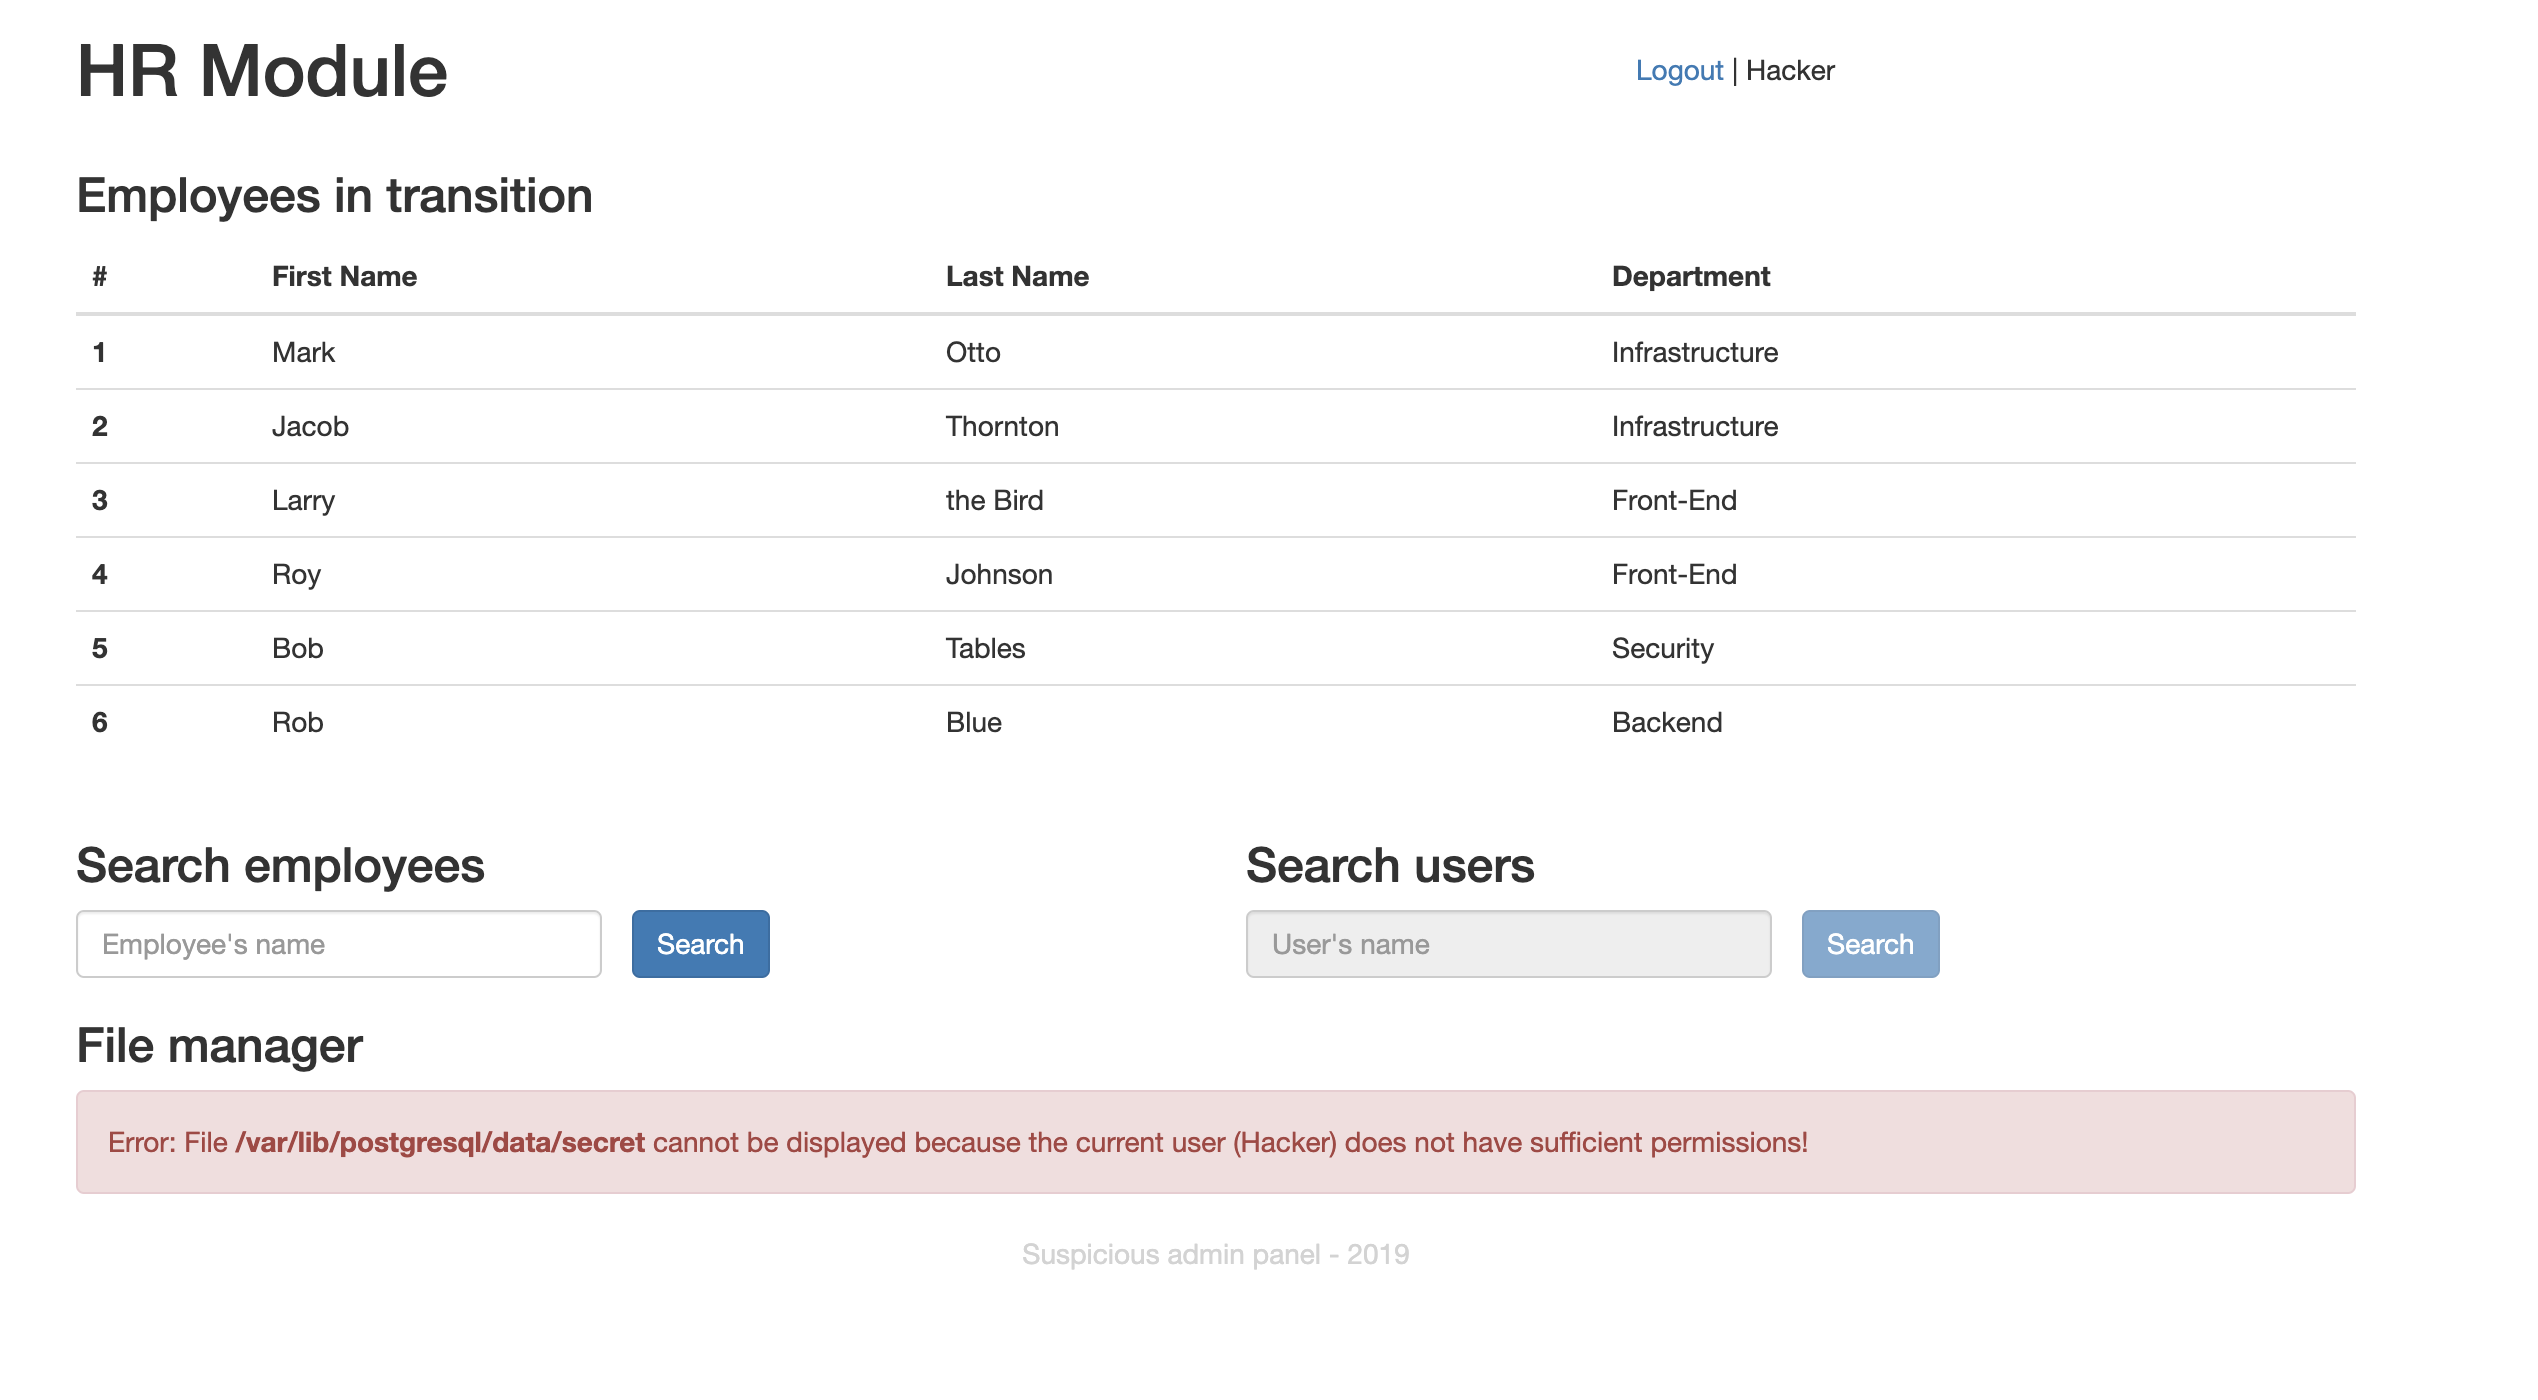 HR Module
Logout | Hacker
Employees in transition
# First Name Last Name Department
1 Mark Otto Infrastructure
2 Jacob Thornton Infrastructure
3 Larry the Bird Front-End
4 Roy Johnson Front-End
5 Bob Tables Security
6 Rob Blue Backend
Search employees
Employee's name Search
Search users
User's name Search
File manager
Error: File /var/lib/postgresql/data/secret cannot be displayed because the current user (Hacker) does not have sufficient permissions!
Suspicious admin panel - 2019